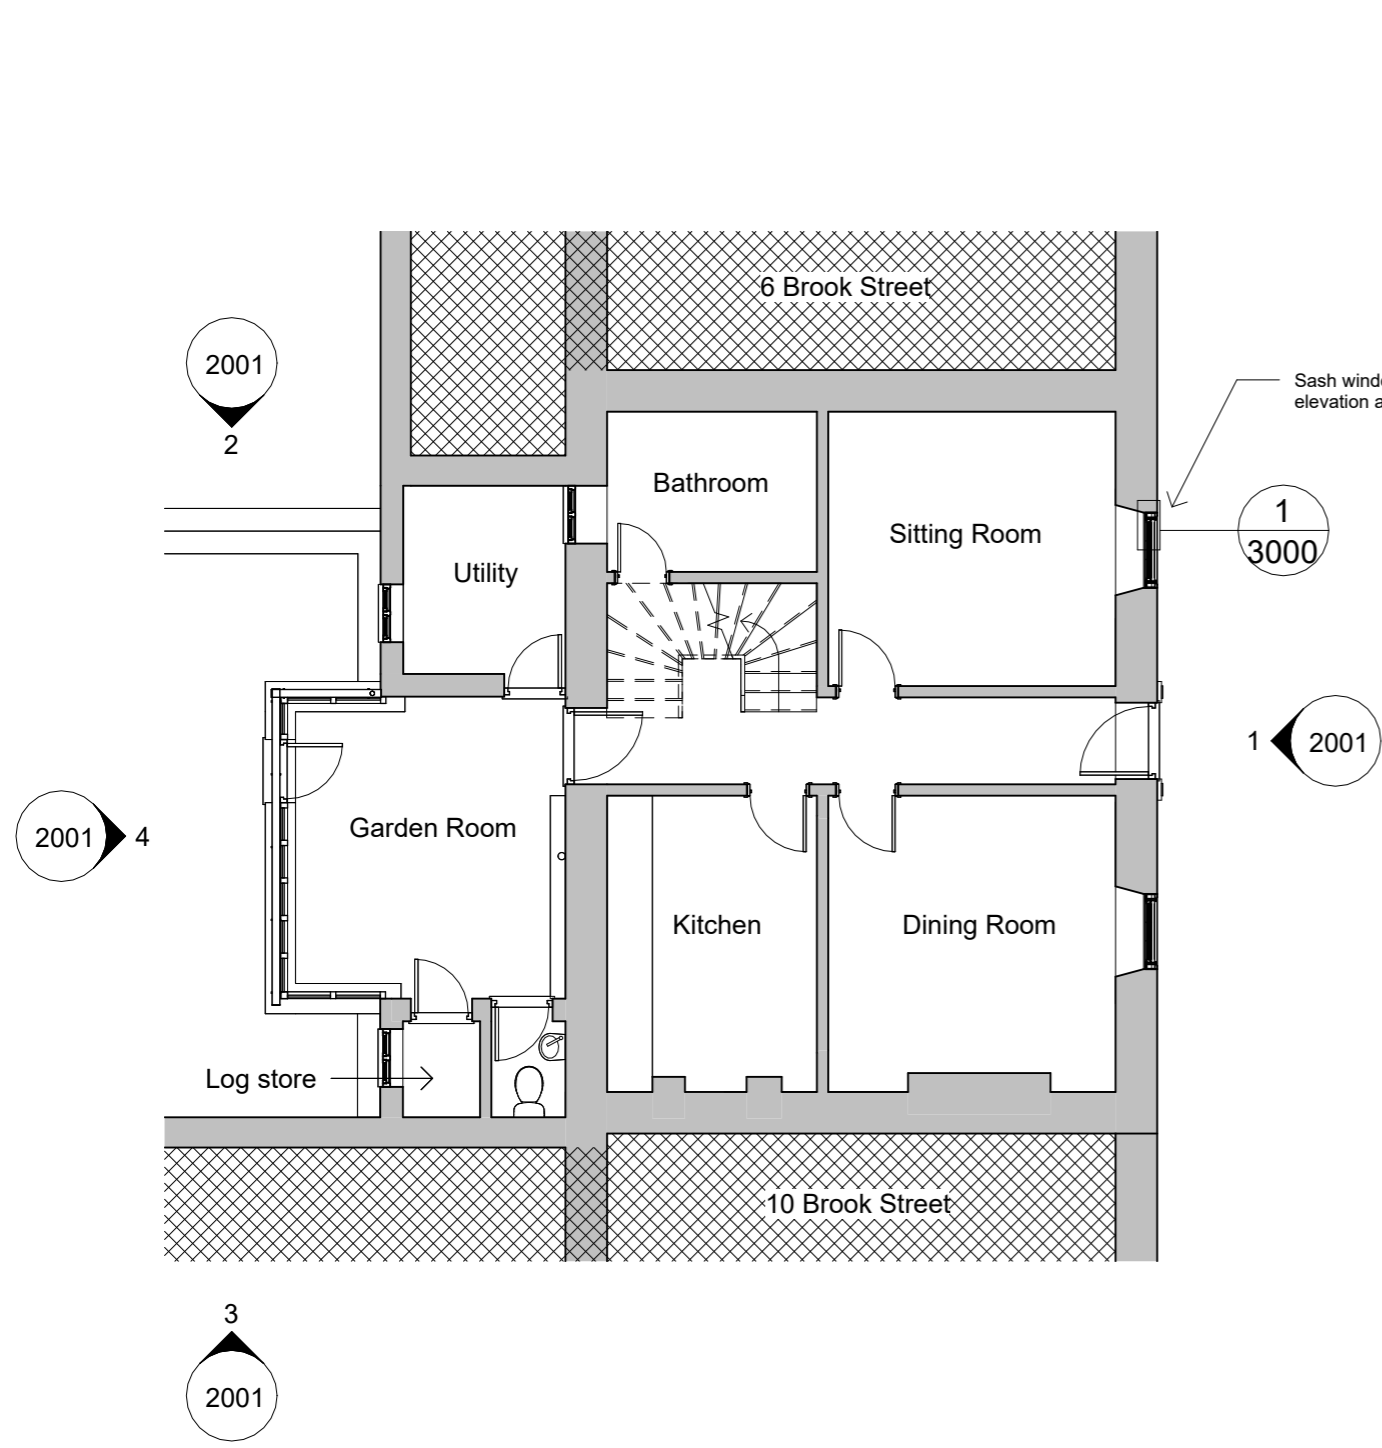 6 Brook Street
2001
2
Sash
elevation
Bathroom
1
3000
Sitting Room
Utility
1
2001
2001
4
Garden Room
Kitchen
Dining Room
Log store
10 Brook Street
3
2001